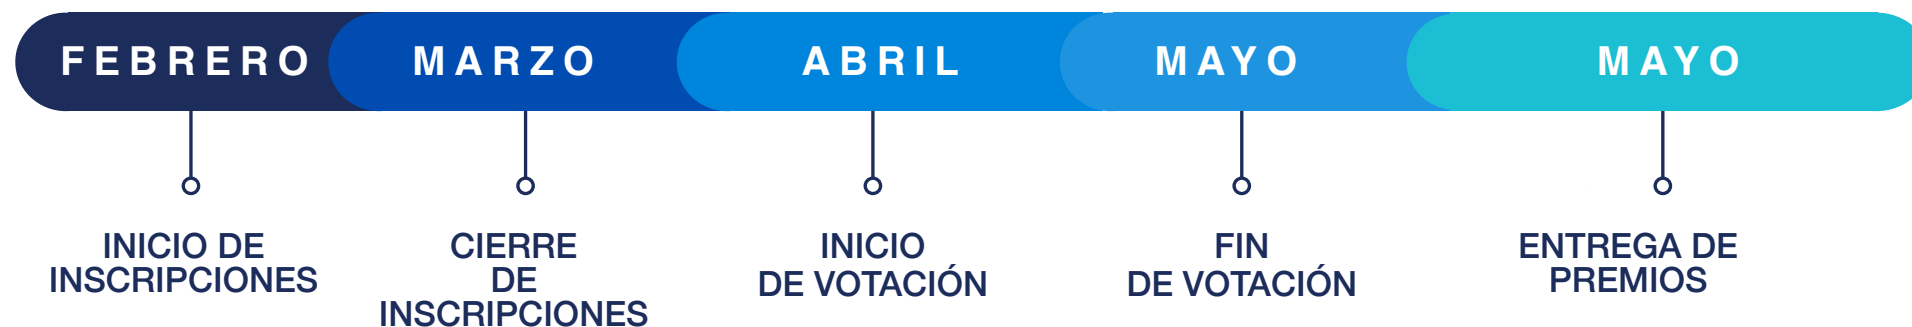 FEBRERO
MARZO
ABRIL
MAYO
MAYO
INICIO DE
INSCRIPCIONES
CIERRE
DE
INSCRIPCIONES
INICIO
DE VOTACIÓN
FIN
DE VOTACIÓN
ENTREGA DE
PREMIOS